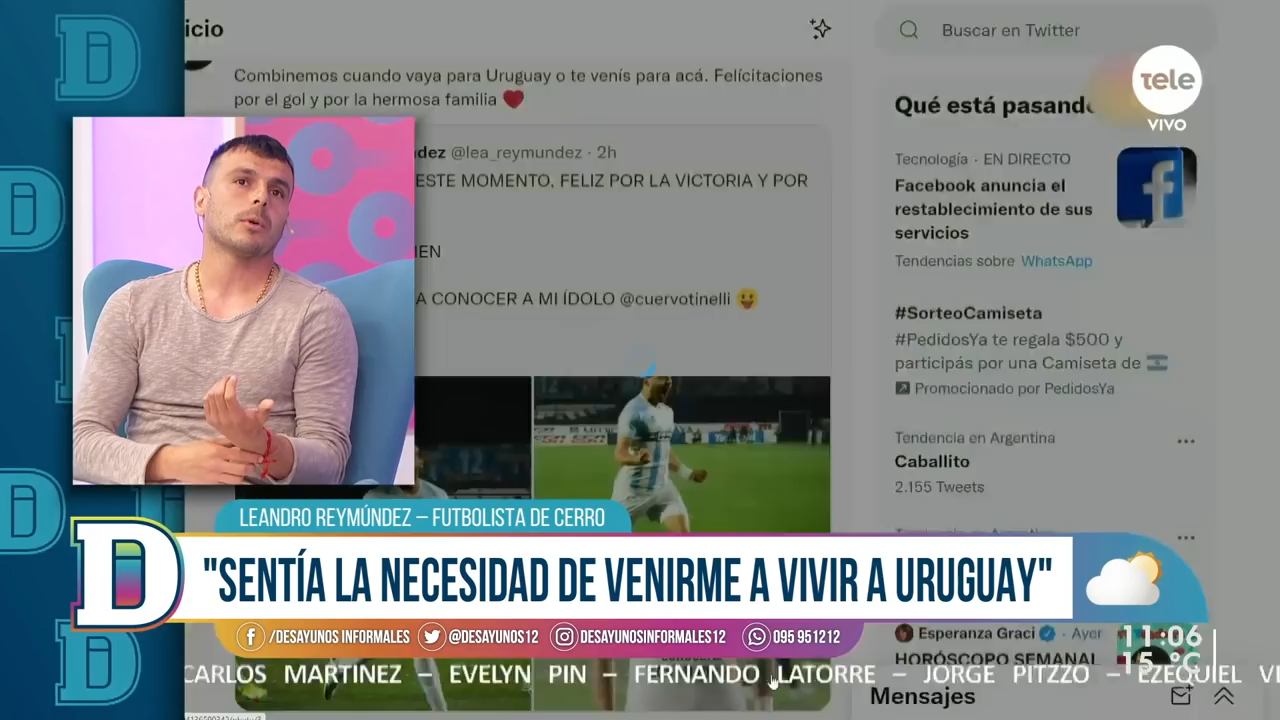 icio
Combinemos cuando vaya para Uruguay o te venís para acá. Felícitaciones
por el gol y por la hermosa familia
dez @lea_reymundez · 2h
ESTE MOMENTO, FELIZ POR LA VICTORIA Y POR
IEN
A CONOCER A MI ÍDOLO @cuervotinelli
Buscar en Twitter
tele
VIVO
Qué está pasando
Tecnología · EN DIRECTO
Facebook anuncia el
restablecimiento de sus
servicios
Tendencias sobre WhatsApp
#SorteoCamiseta
#PedidosYa te regala $500 y
participás por una Camiseta de
Promocionado por PedidosYa
Tendencia en Argentina
Caballito
2.155 Tweets
LEANDRO REYMÚNDEZ – FUTBOLISTA DE CERRO
"SENTÍA LA NECESIDAD DE VENIRME A VIVIR A URUGUAY"
/DESAYUNOS INFORMALES @DESAYUNOS12 DESAYUNOSINFORMALES12 095 951212
Esperanza Graci · Ayer
HORÓSCOPO SEMANAL
11:06
15 °C
CARLOS MARTINEZ – EVELYN PIN – FERNANDO LATORRE – JORGE PITZZO – EZEQUIEL VI
Mensajes